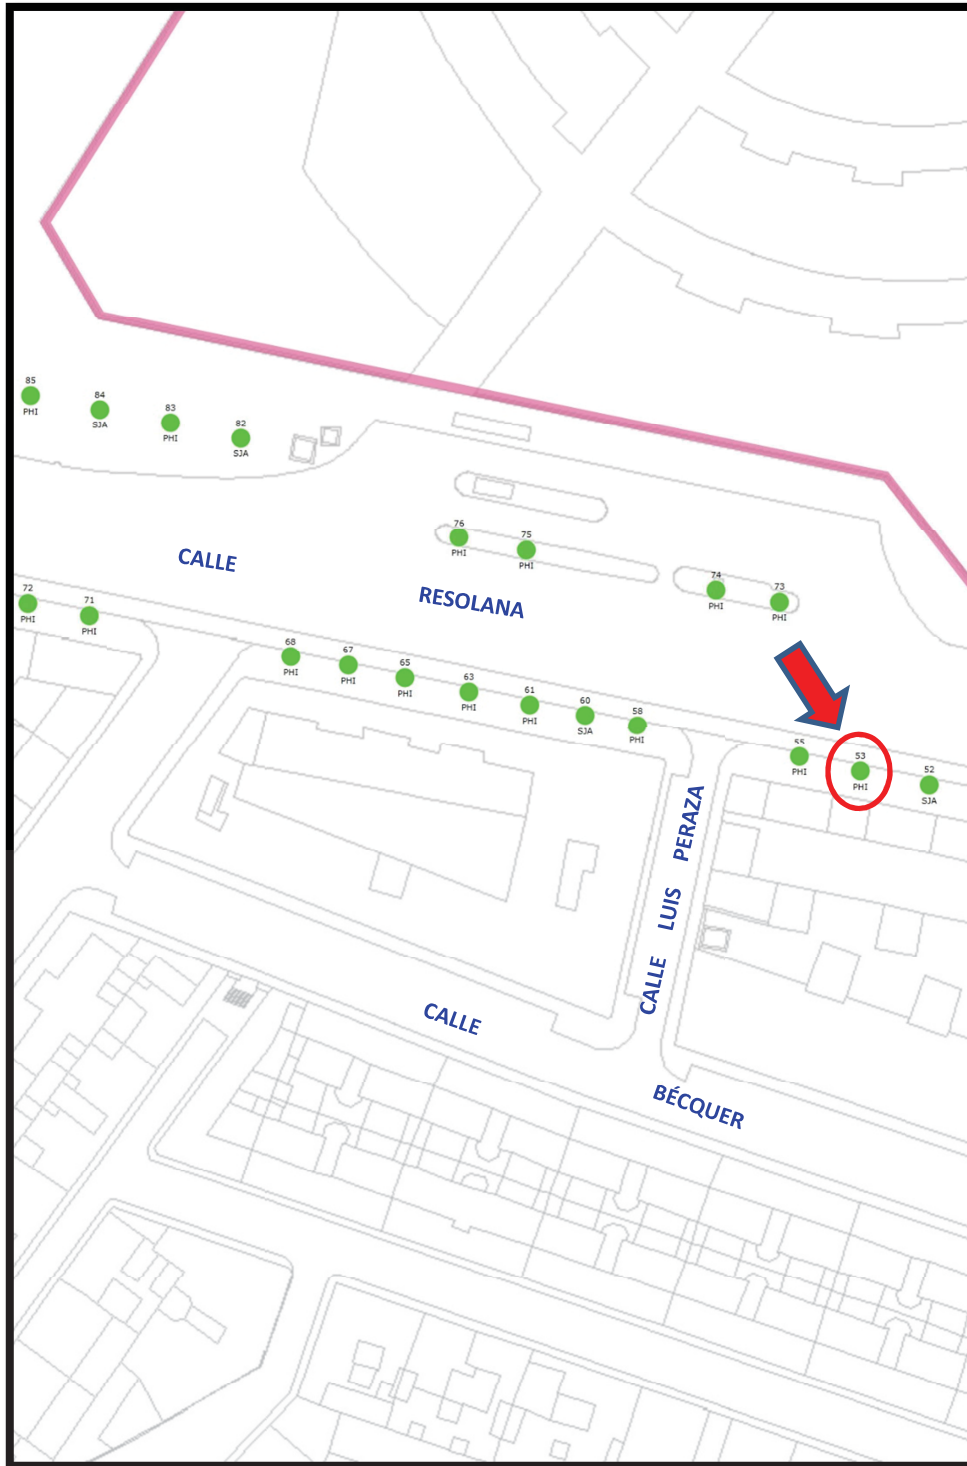 85
PHI
84
SJA
83
PHI
82
SJA
76
PHI
75
PHI
74
PHI
73
PHI
CALLE
RESOLANA
72
PHI
71
PHI
68
PHI
67
PHI
65
PHI
63
PHI
61
PHI
60
SJA
58
PHI
55
PHI
53
PHI
52
SJA
CALLE LUIS PERAZA
CALLE
BÉCQUER